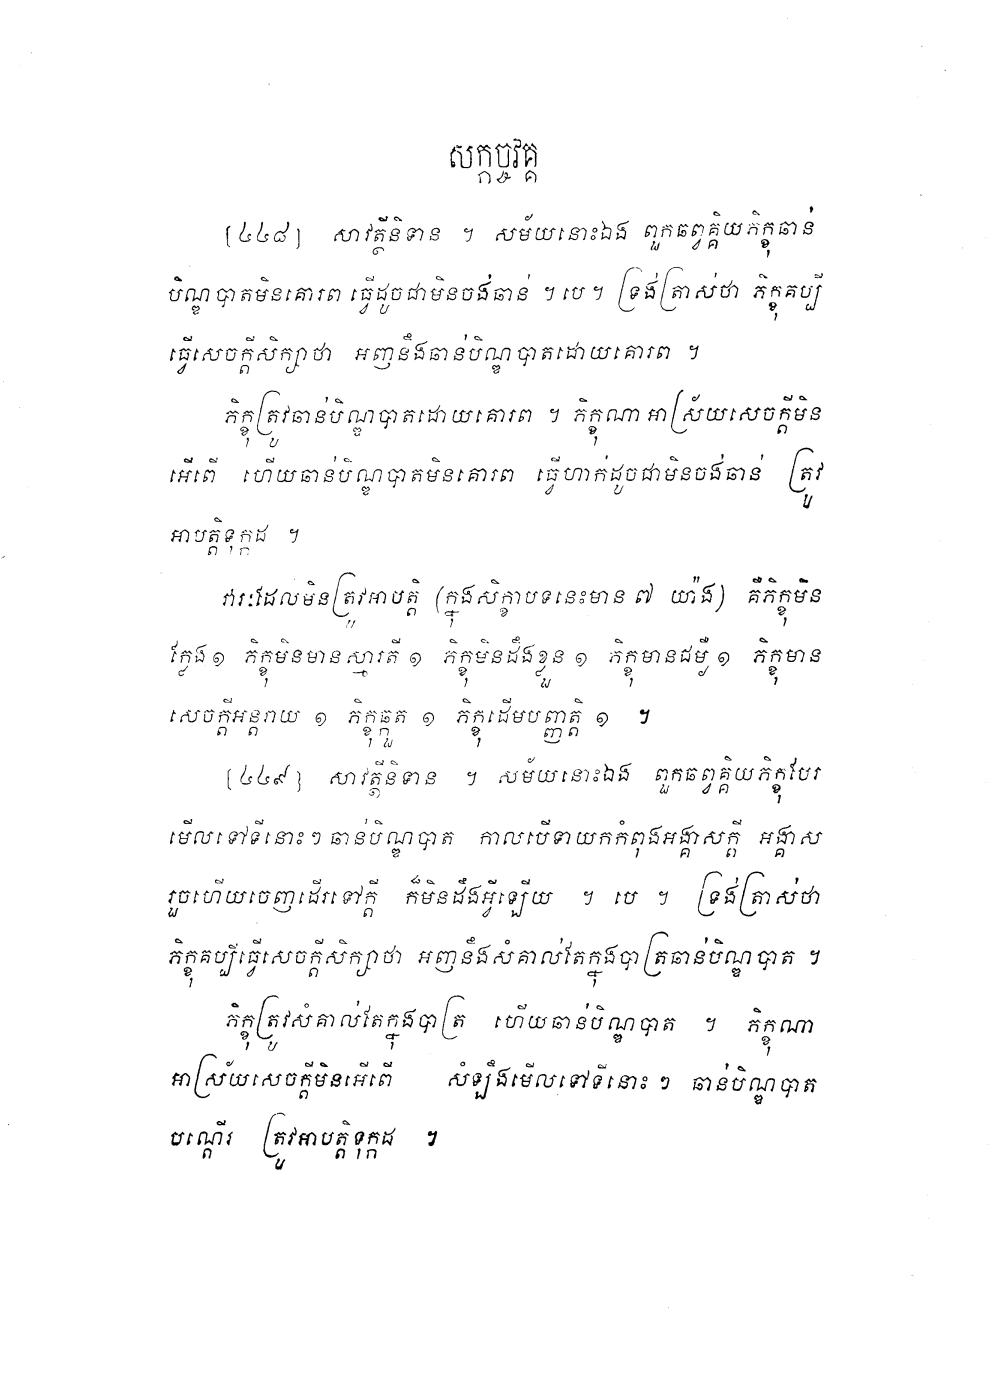 សក្កច្ចវគ្គ
(៤៤៨) សាវត្ថីនិទាន ។ សម័យនោះឯង ពួកឆព្វគ្គិយភិក្ខុឆាន់
បិណ្ឌបាតមិនគោរព ធ្វើដូចជាមិនចង់ឆាន់ ។ បេ ។ ទ្រង់ត្រាស់ថា ភិក្ខុគប្បី
ធ្វើសេចក្តីសិក្សាថា អញនឹងឆាន់បិណ្ឌបាតដោយគោរព ។
ភិក្ខុត្រូវឆាន់បិណ្ឌបាតដោយគោរព ។ ភិក្ខុណាអាស្រ័យសេចក្តីមិន
អើពើ ហើយឆាន់បិណ្ឌបាតមិនគោរព ធ្វើហាក់ដូចជាមិនចង់ឆាន់ ត្រូវ
អាបត្តិទុក្កដ ។
វារៈដែលមិនត្រូវអាបត្តិ (ក្នុងសិក្ខាបទនេះមាន ៧ យ៉ាង) គឺភិក្ខុមិន
ក្លែង ១ ភិក្ខុមិនមានស្មារតី ១ ភិក្ខុមិនដឹងខ្លួន ១ ភិក្ខុមានជម្ងឺ ១ ភិក្ខុមាន
សេចក្តីអន្តរាយ ១ ភិក្ខុឆ្កួត ១ ភិក្ខុដើមបញ្ញត្តិ ១ ។
(៤៤៩) សាវត្ថីនិទាន ។ សម័យនោះឯង ពួកឆព្វគ្គិយភិក្ខុបែរ
មើលទៅទីនោះៗ ឆាន់បិណ្ឌបាត កាលបើទាយកកំពុងអង្គាសក្តី អង្គាស
រួចហើយចេញដើរទៅក្តី ក៏មិនដឹងអ្វីឡើយ ។ បេ ។ ទ្រង់ត្រាស់ថា
ភិក្ខុគប្បីធ្វើសេចក្តីសិក្សាថា អញនឹងសំគាល់តែក្នុងបាត្រឆាន់បិណ្ឌបាត ។
ភិក្ខុត្រូវសំគាល់តែក្នុងបាត្រ ហើយឆាន់បិណ្ឌបាត ។ ភិក្ខុណា
អាស្រ័យសេចក្តីមិនអើពើ សំឡឹងមើលទៅទីនោះៗ ឆាន់បិណ្ឌបាត
បណ្តើរ ត្រូវអាបត្តិទុក្កដ ។